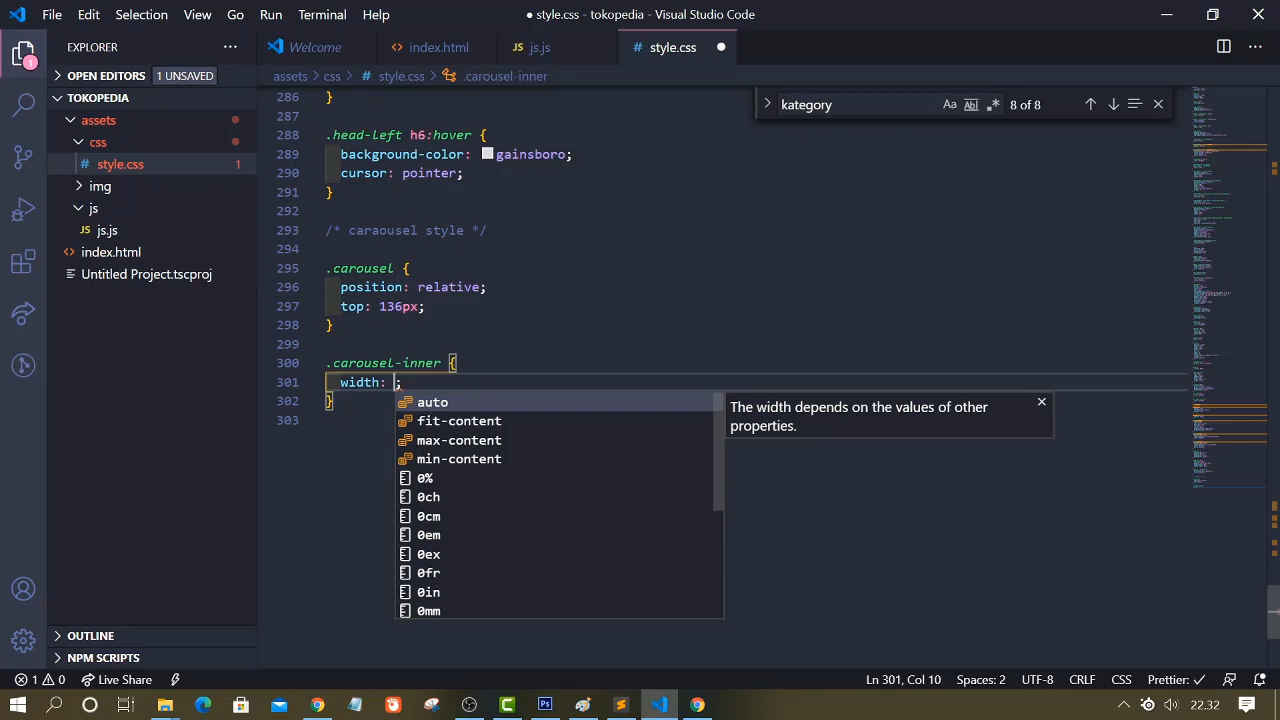 File Edit Selection View Go Run Terminal Help
● style.css - tokopedia - Visual Studio Code
EXPLORER
Welcome
index.html
js.js
style.css
OPEN EDITORS 1 UNSAVED
assets > css > # style.css > .carousel-inner
TOKOPEDIA
assets
css
style.css 1
img
js
js.js
index.html
Untitled Project.tscproj
OUTLINE
NPM SCRIPTS
kategory Aa Ab 8 of 8
286 }
287
288 .head-left h6:hover {
289 background-color: gainsboro;
290 cursor: pointer;
291 }
292
293 /* caraousel style */
294
295 .carousel {
296 position: relative;
297 top: 136px;
298 }
299
300 .carousel-inner {
301 width: ;
302 }
303
auto
fit-content
max-content
min-content
0%
0ch
0cm
0em
0ex
0fr
0in
0mm
The width depends on the values of other
properties.
1 0 Live Share Ln 301, Col 10 Spaces: 2 UTF-8 CRLF CSS Prettier: ✓
22.32